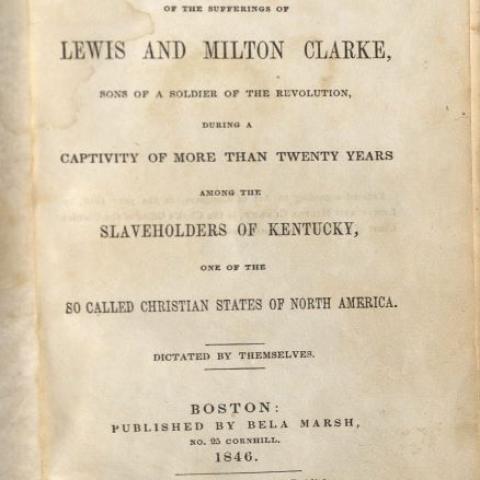 OF THE SUFFERINGS OF
LEWIS AND MILTON CLARKE,
SONS OF A SOLDIER OF THE REVOLUTION,
DURING A
CAPTIVITY OF MORE THAN TWENTY YEARS
AMONG THE
SLAVEHOLDERS OF KENTUCKY,
ONE OF THE
SO CALLED CHRISTIAN STATES OF NORTH AMERICA.
DICTATED BY THEMSELVES.
BOSTON:
PUBLISHED BY BELA MARSH,
NO. 25 CORNHILL.
1846.